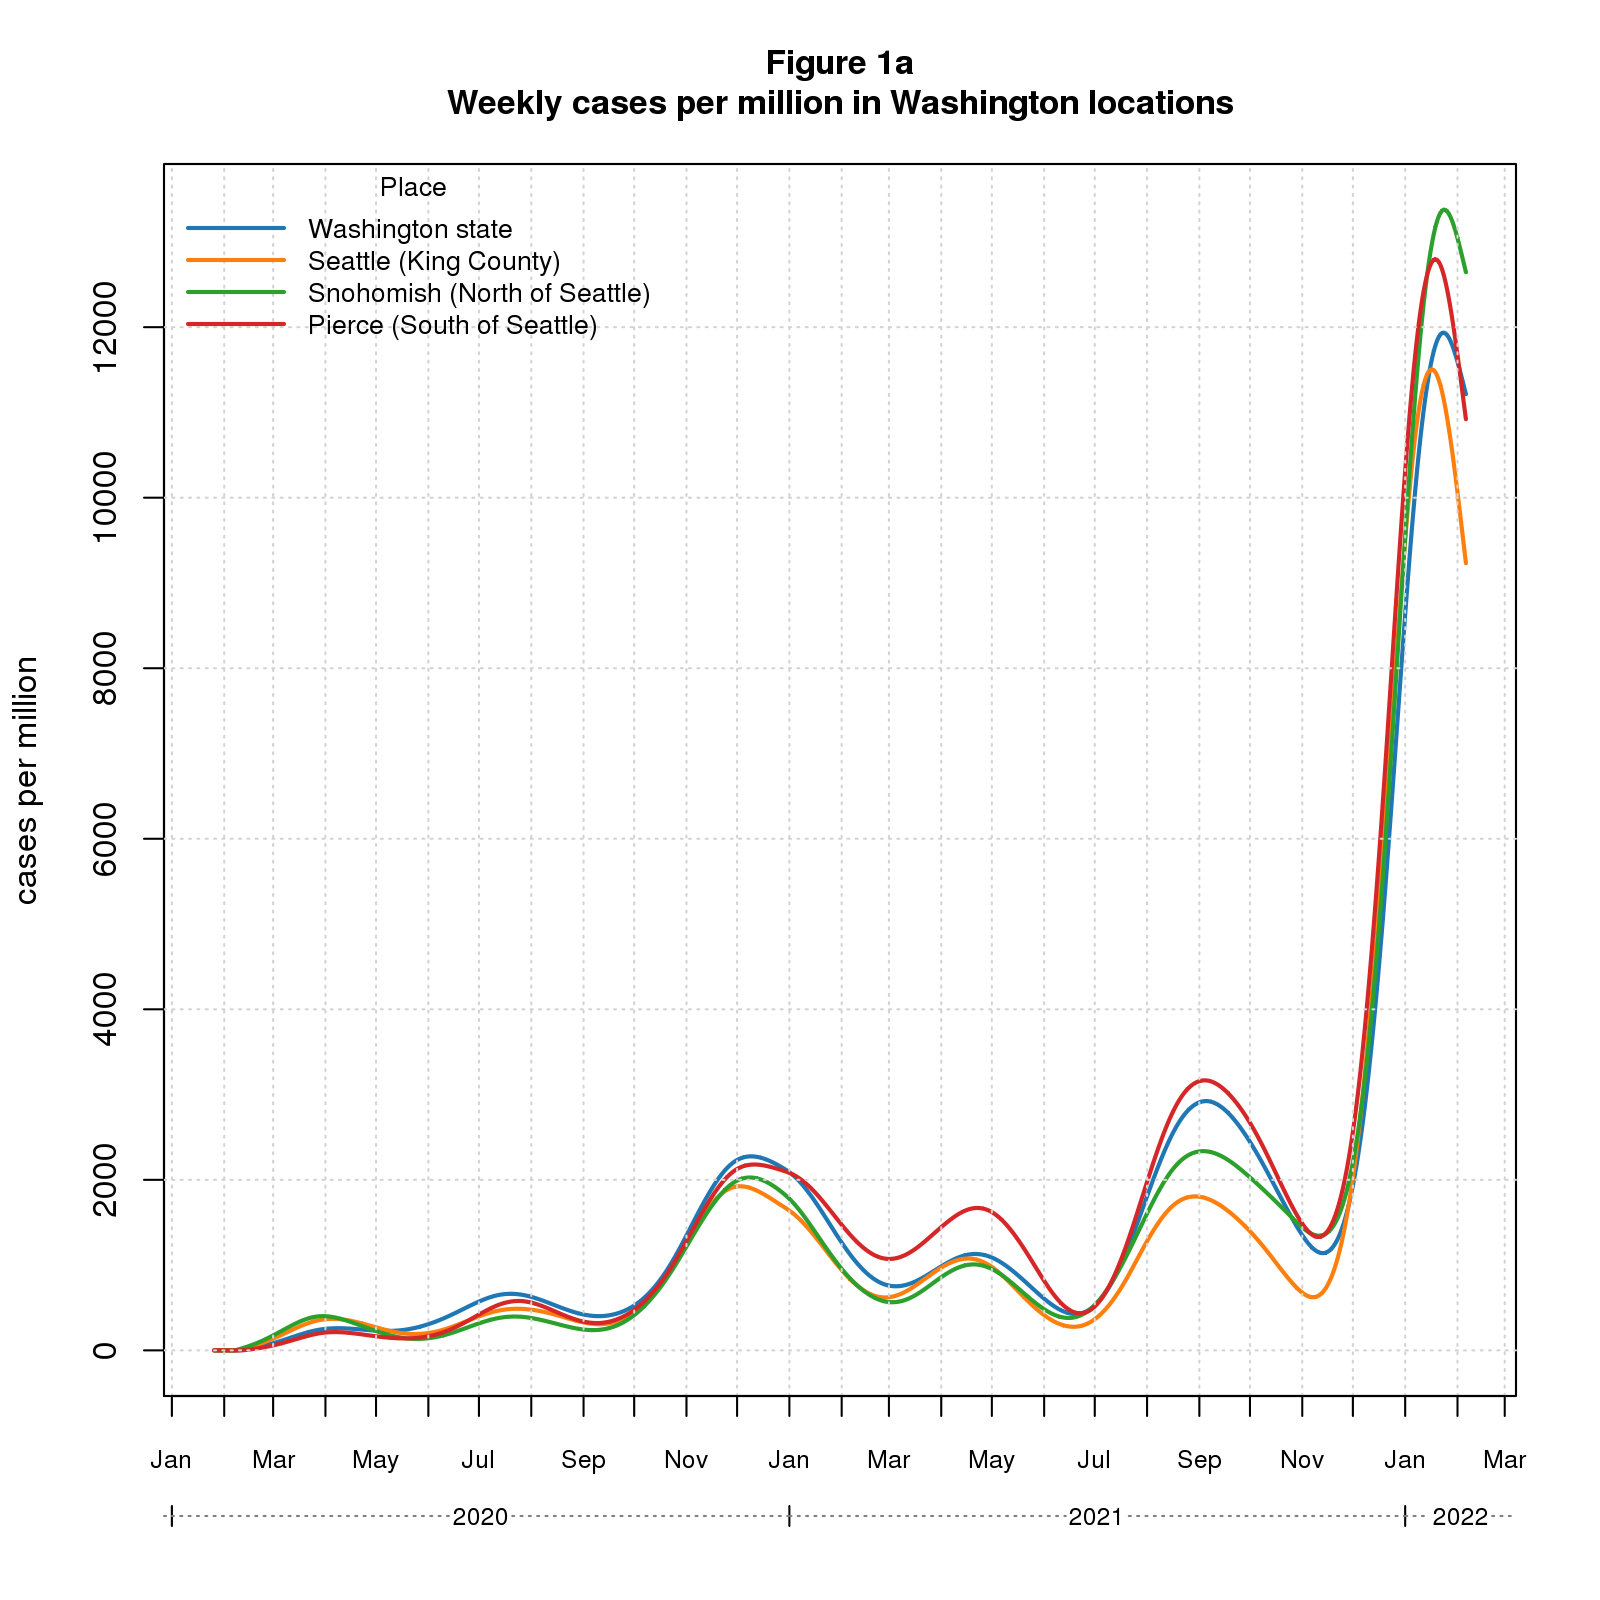 Figure 1a
Weekly cases per million in Washington locations
Place
Washington state
Seattle (King County)
Snohomish (North of Seattle)
Pierce (South of Seattle)
cases per million
12000
10000
8000
6000
4000
2000
0
Jan Mar May Jul Sep Nov Jan Mar May Jul Sep Nov Jan Mar
2020 2021 2022